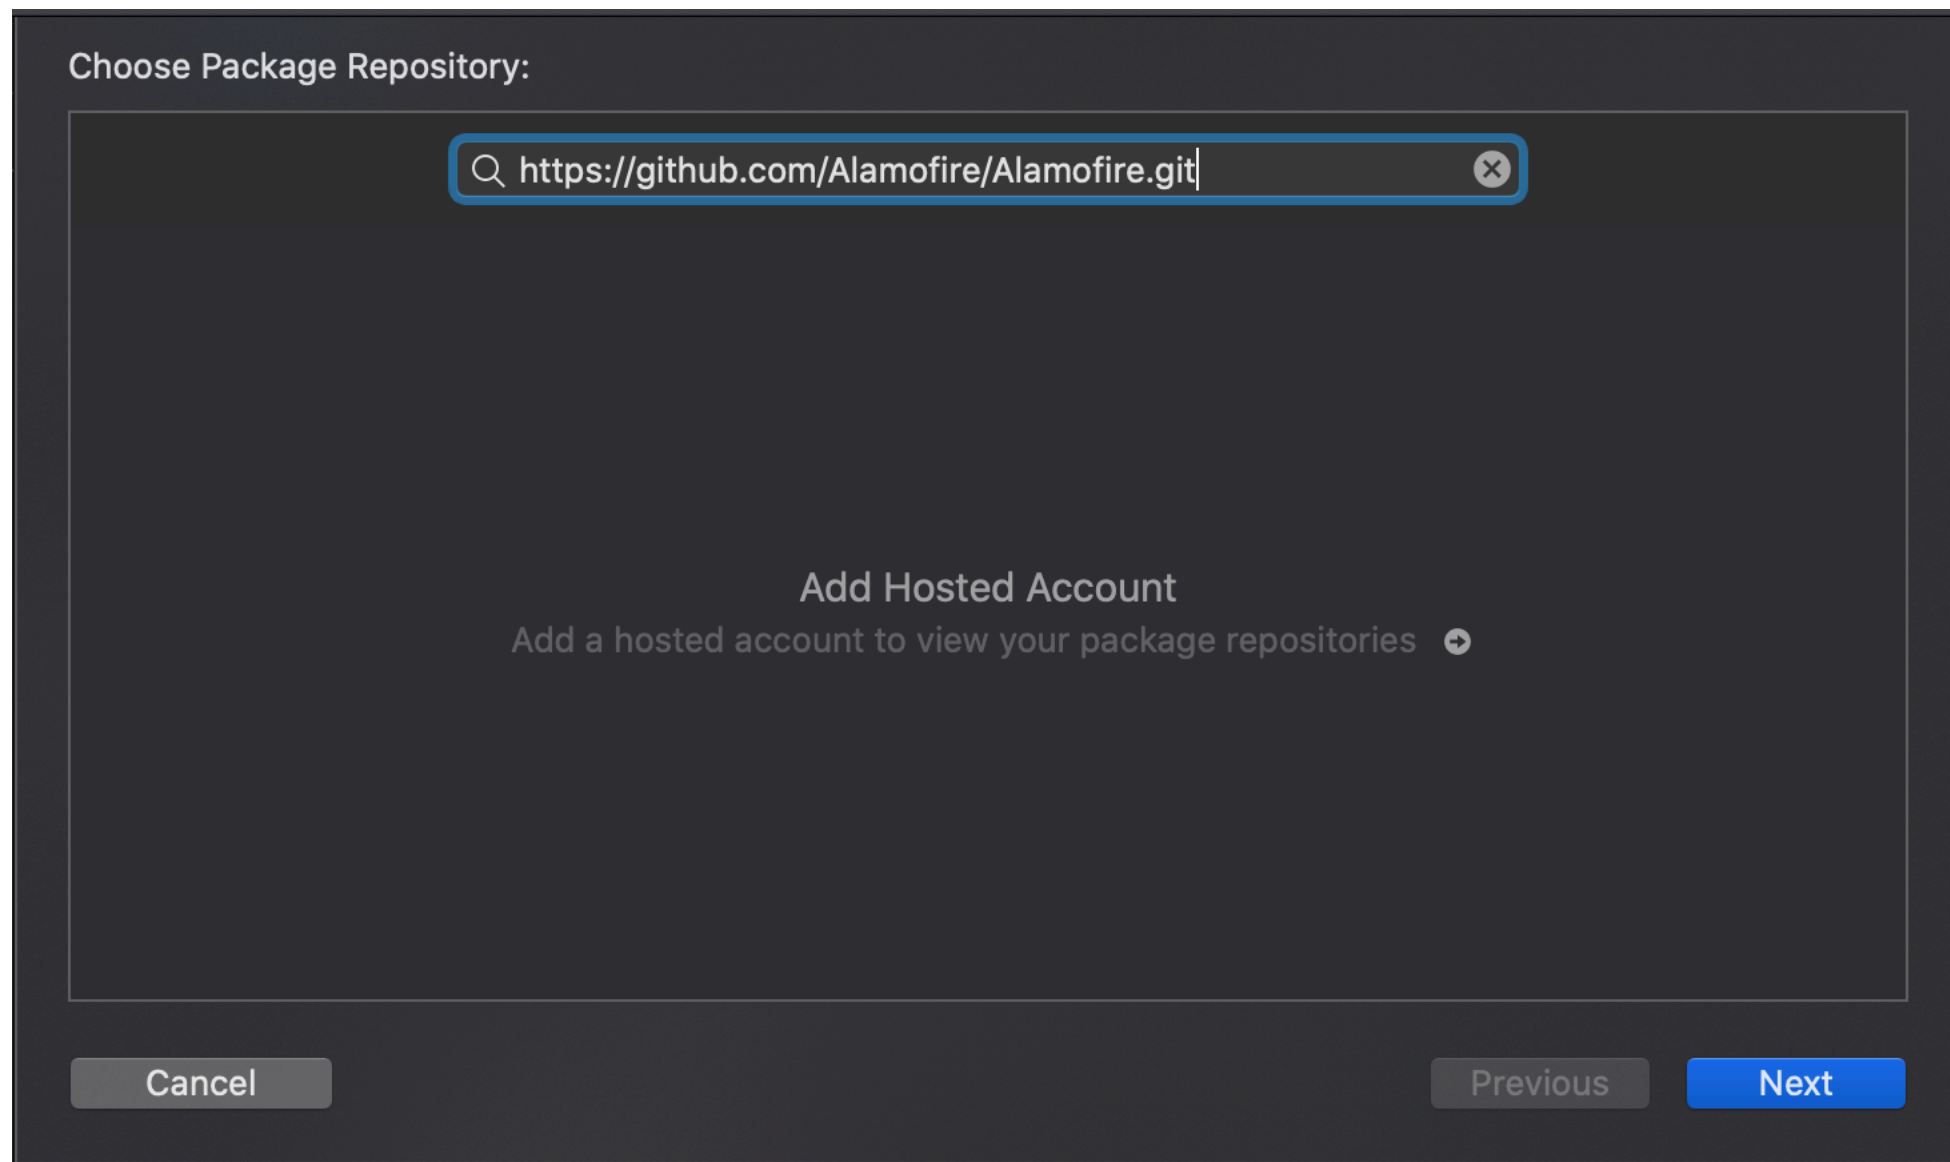 Choose Package Repository:
https://github.com/Alamofire/Alamofire.git
Add Hosted Account
Add a hosted account to view your package repositories
Cancel
Previous
Next